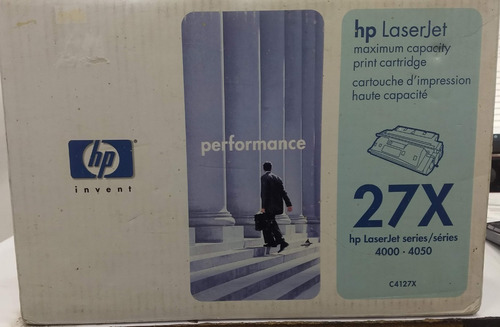 hp
invent
performance
hp LaserJet
maximum capacity
print cartridge
cartouche d'impression
haute capacité
27X
hp LaserJet series/séries
4000 - 4050
C4127X